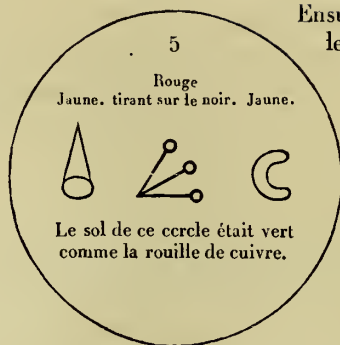 Ensu
le
5
Rouge
Jaune. tirant sur le noir. Jaune.
Le sol de ce cercle était vert
comme la rouille de cuivre.